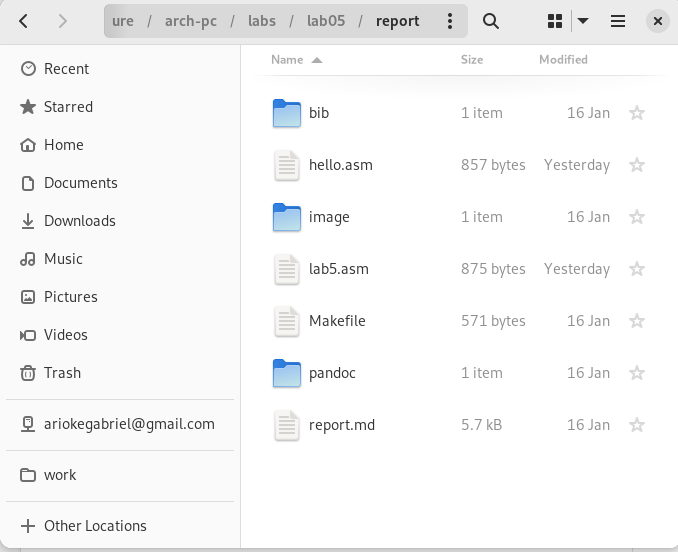 ure / arch-pc / labs / lab05 / report
Recent
Starred
Home
Documents
Downloads
Music
Pictures
Videos
Trash
ariokegabriel@gmail.com
work
Other Locations
Name Size Modified
bib 1 item 16 Jan
hello.asm 857 bytes Yesterday
image 1 item 16 Jan
lab5.asm 875 bytes Yesterday
Makefile 571 bytes 16 Jan
pandoc 1 item 16 Jan
report.md 5.7 kB 16 Jan